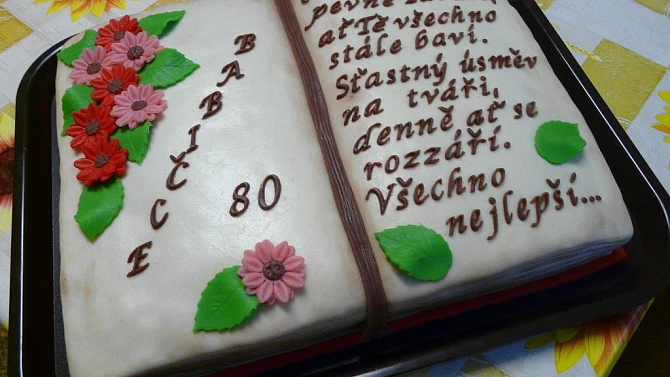 BABIČCE
80
pevné
ať Tě všechno
stále baví.
Šťastný úsměv
na tváři,
denně ať se
rozzáří.
Všechno
nejlepší...